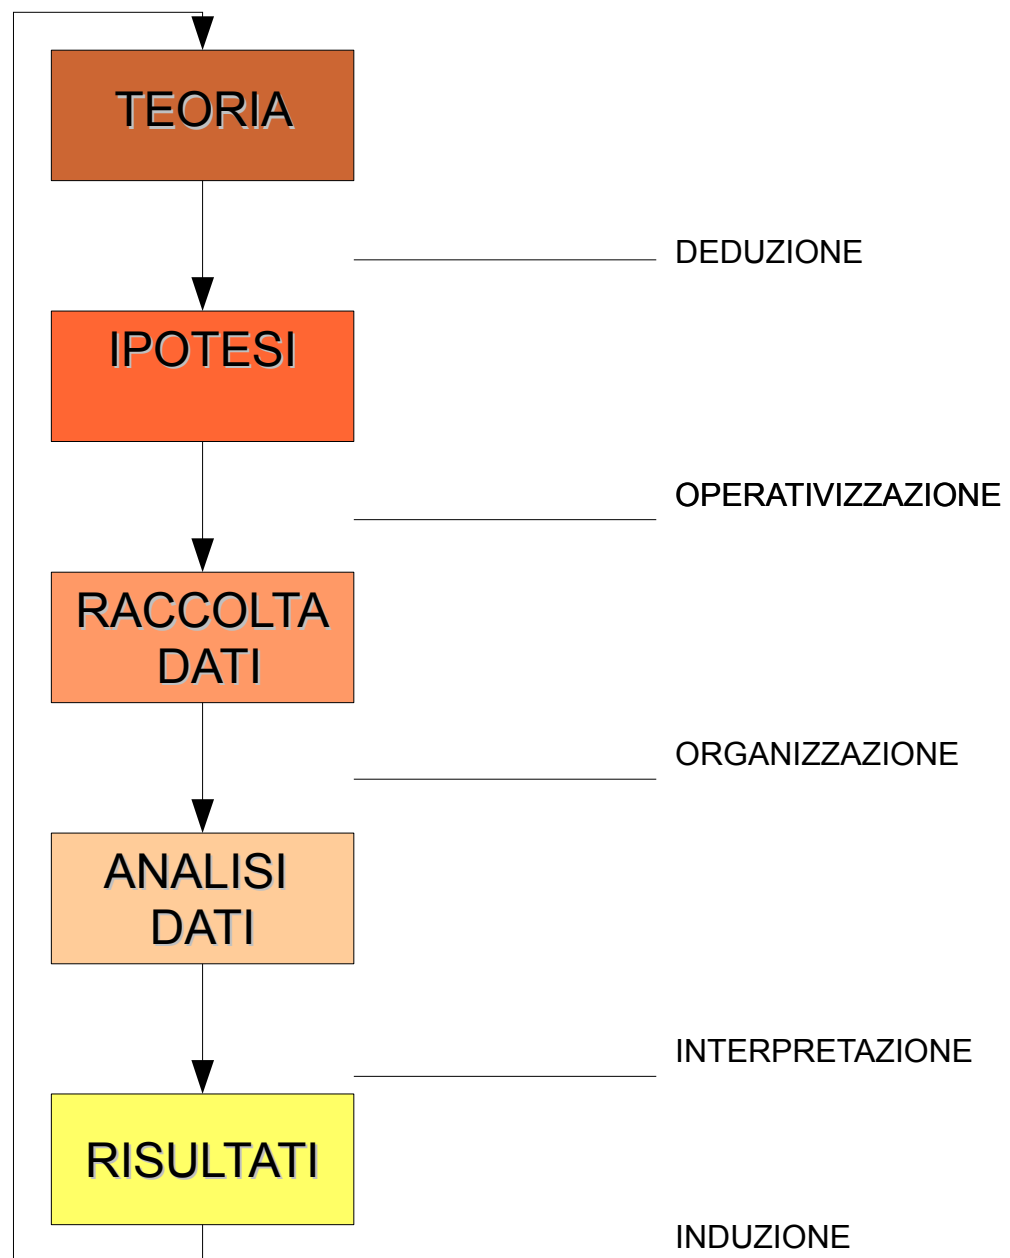 TEORIA
DEDUZIONE
IPOTESI
OPERATIVIZZAZIONE
RACCOLTA
DATI
ORGANIZZAZIONE
ANALISI
DATI
INTERPRETAZIONE
RISULTATI
INDUZIONE